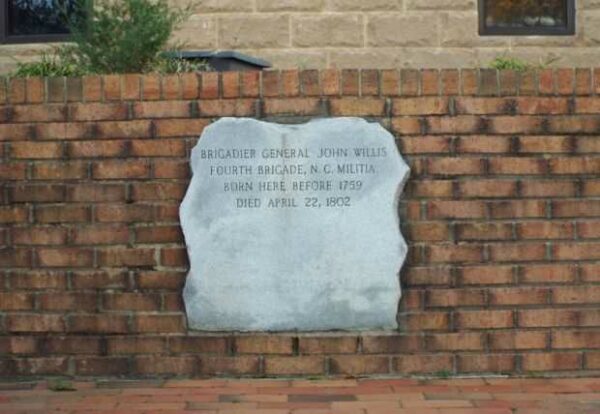 BRIGADIER GENERAL JOHN WILLIS
FOURTH BRIGADE, N. C. MILITIA
BORN HERE BEFORE 1759
DIED APRIL 22, 1802